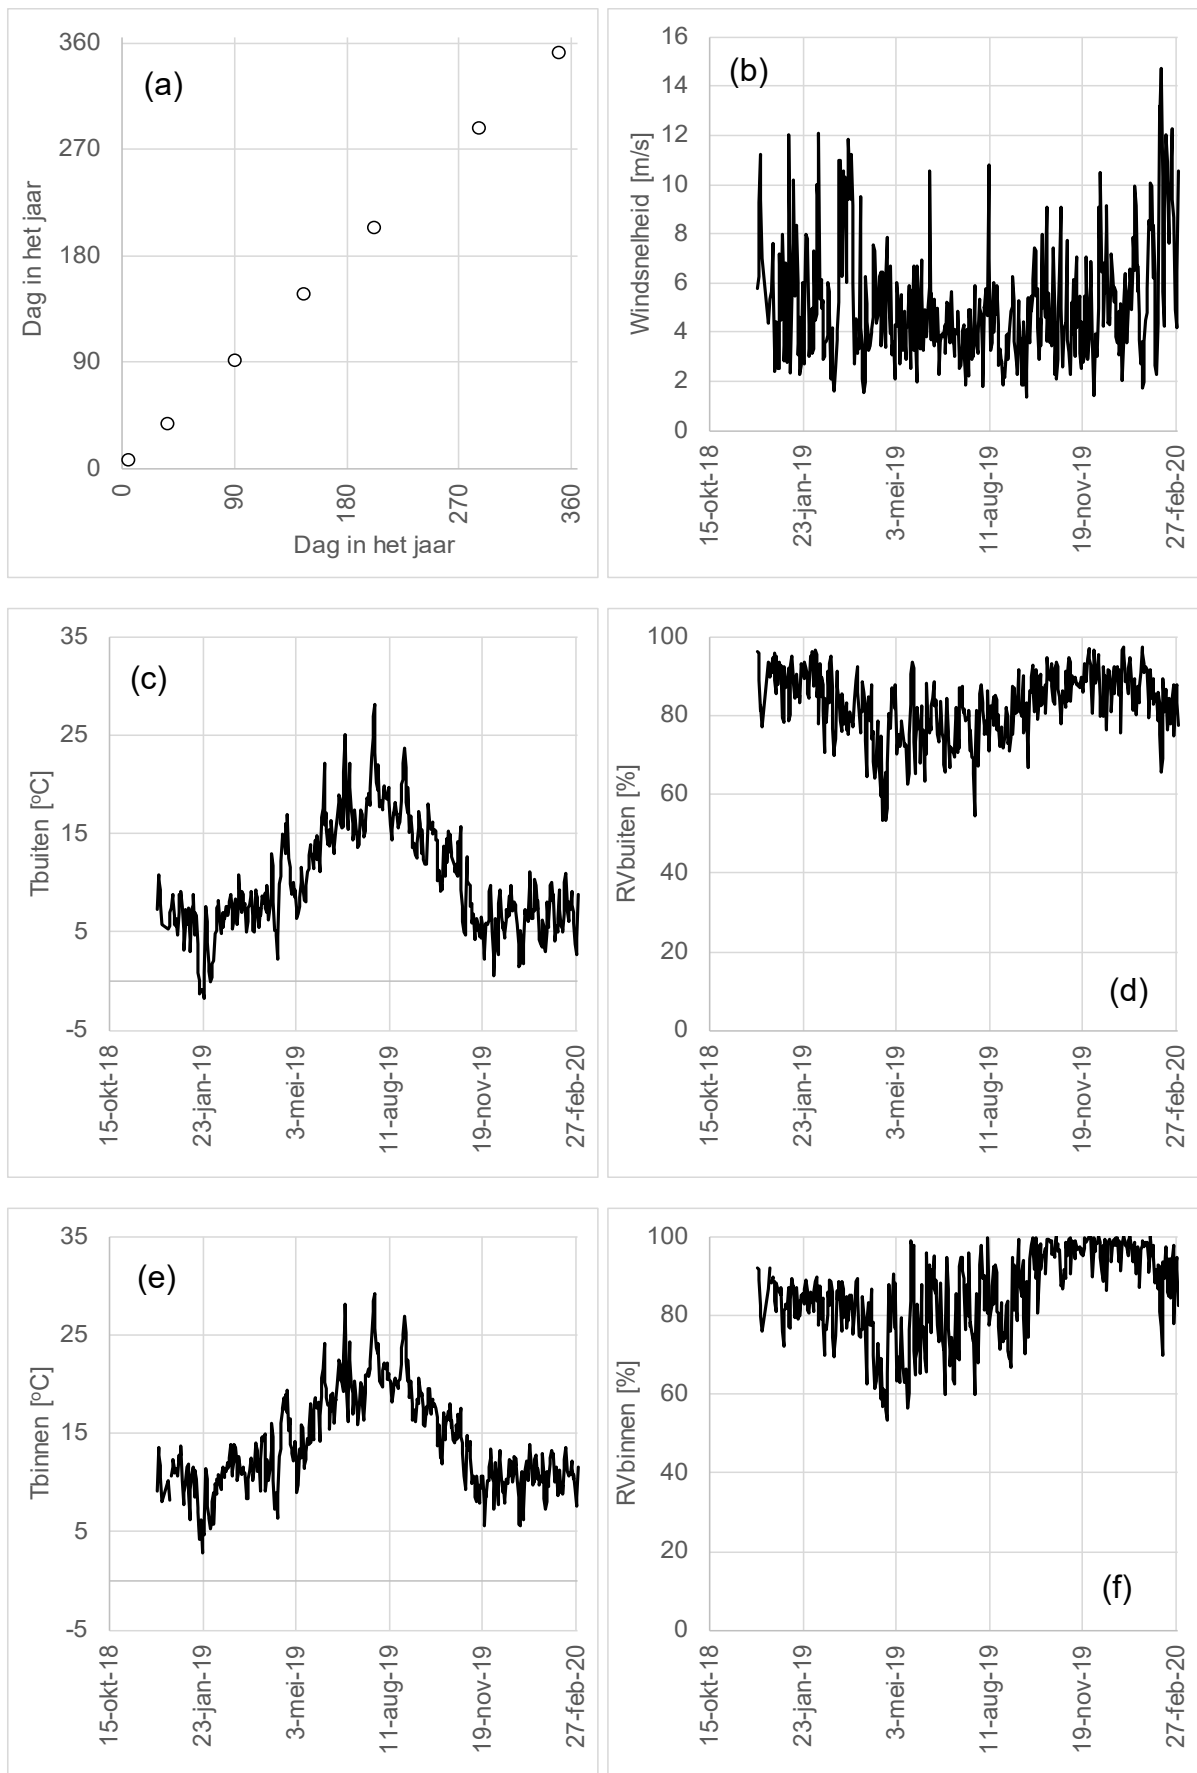 360
270
180
90
0
Dag in het jaar
(a)
0
90
180
270
360
Dag in het jaar
16
14
12
10
8
6
4
2
0
Windsnelheid [m/s]
(b)
15-okt-18
23-jan-19
3-mei-19
11-aug-19
19-nov-19
27-feb-20
35
25
15
5
-5
Tbuiten [ºC]
(c)
15-okt-18
23-jan-19
3-mei-19
11-aug-19
19-nov-19
27-feb-20
100
80
60
40
20
0
RVbuiten [%]
(d)
15-okt-18
23-jan-19
3-mei-19
11-aug-19
19-nov-19
27-feb-20
35
25
15
5
-5
Tbinnen [ºC]
(e)
15-okt-18
23-jan-19
3-mei-19
11-aug-19
19-nov-19
27-feb-20
100
80
60
40
20
0
RVbinnen [%]
(f)
15-okt-18
23-jan-19
3-mei-19
11-aug-19
19-nov-19
27-feb-20